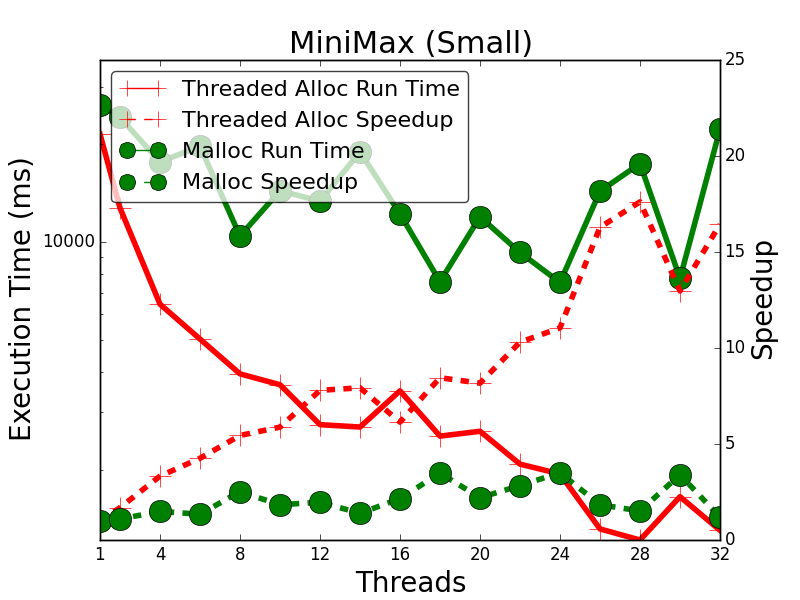 MiniMax (Small)
Threaded Alloc Run Time
Threaded Alloc Speedup
Malloc Run Time
Malloc Speedup
Execution Time (ms)
10000
Speedup
25
20
15
10
5
0
1 4 8 12 16 20 24 28 32
Threads